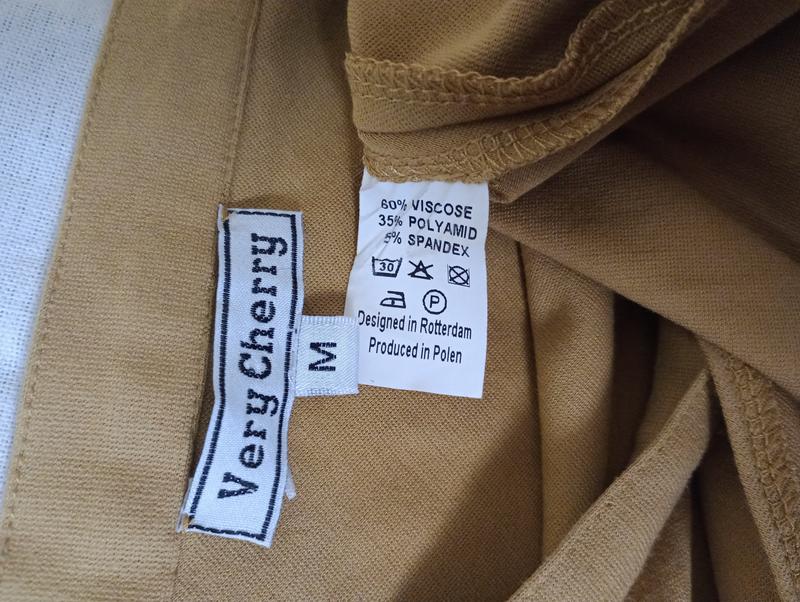 Very Cherry
M
60% VISCOSE
35% POLYAMID
5% SPANDEX
30
P
Designed in Rotterdam
Produced in Polen